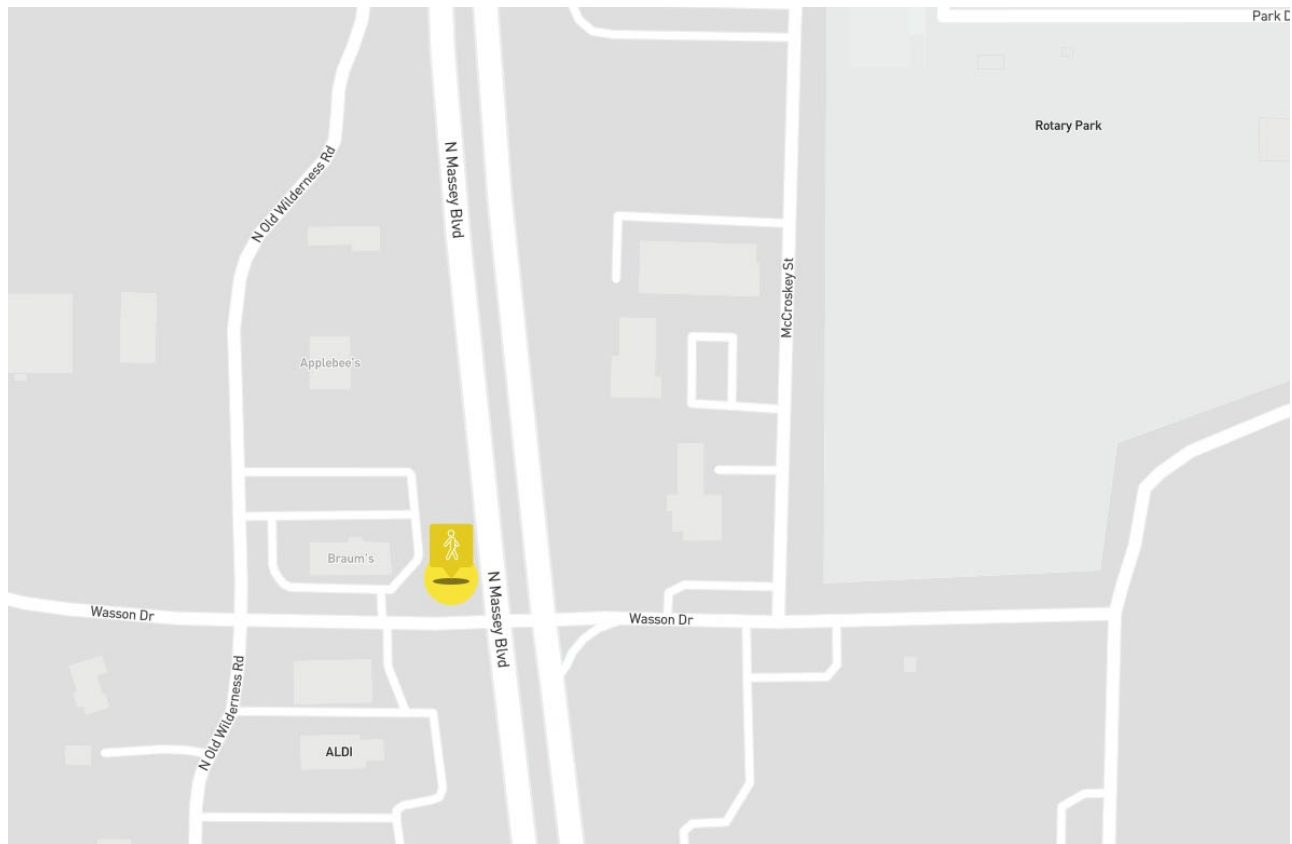 Park D
Rotary Park
N Massey Blvd
N Old Wilderness Rd
McCroskey St
Applebee's
Braum's
N Massey Blvd
Wasson Dr
Wasson Dr
N Old Wilderness Rd
ALDI